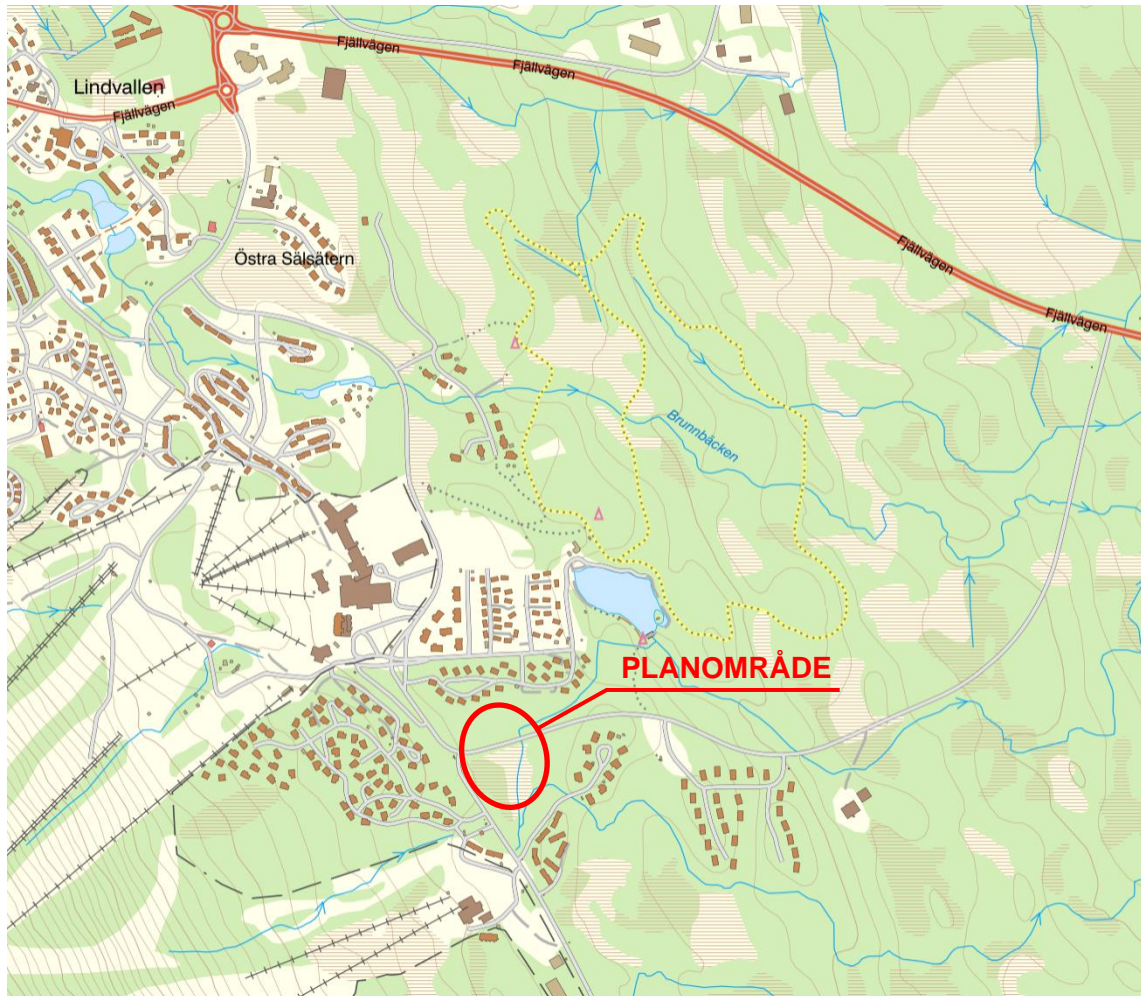 Fjällvägen
Fjällvägen
Lindvallen
Fjällvägen
Fjällvägen
Östra Sälsätern
Fjällvägen
Brunnbäcken
PLANOMRÅDE